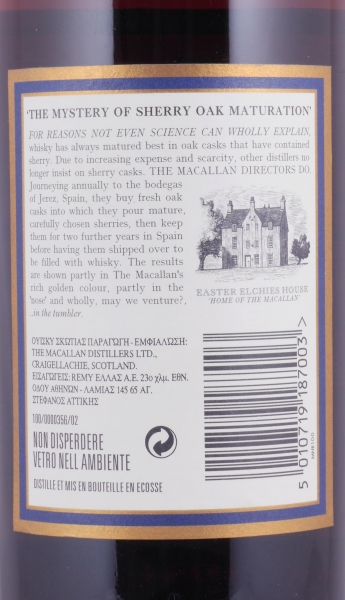 'THE MYSTERY OF SHERRY OAK MATURATION'
FOR REASONS NOT EVEN SCIENCE CAN WHOLLY EXPLAIN,
whisky has always matured best in oak casks that have contained
sherry. Due to increasing expense and scarcity, other distillers no
longer insist on sherry casks. THE MACALLAN DIRECTORS DO.
Journeying annually to the bodegas
of Jerez, Spain, they buy fresh oak
casks into which they pour mature,
carefully chosen sherries, then keep
them for two further years in Spain
before having them shipped over to
be filled with whisky. The results
are shown partly in The Macallan's
rich golden colour, partly in the
'nose' and wholly, may we venture?,
..in the tumbler.
EASTER ELCHIES HOUSE
'HOME OF THE MACALLAN'
ΟΥΙΣΚΥ ΣΚΩΤΙΑΣ ΠΑΡΑΓΩΓΗ - ΕΜΦΙΑΛΩΣΗ:
THE MACALLAN DISTILLERS LTD.,
CRAIGELLACHIE, SCOTLAND.
ΕΙΣΑΓΩΓΕΙΣ: REMY ΕΛΛΑΣ Α.Ε. 23ο χλμ. ΕΘΝ.
ΟΔΟΥ ΑΘΗΝΩΝ - ΛΑΜΙΑΣ 145 65 ΑΓ.
ΣΤΕΦΑΝΟΣ ΑΤΤΙΚΗΣ
100/0000356/02
NON DISPERDERE
VETRO NELL AMBIENTE
DISTILLE ET MIS EN BOUTEILLE EN ECOSSE
5 010719 187003 >